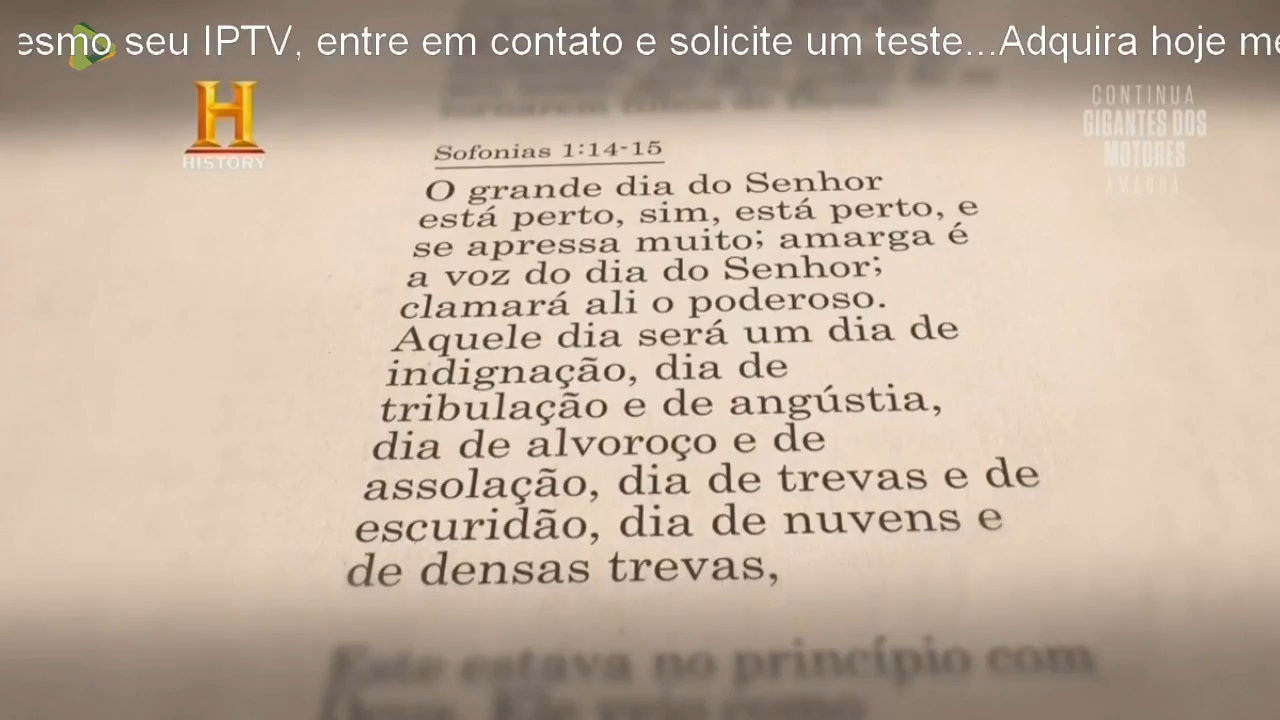 esmo seu IPTV, entre em contato e solicite um teste...Adquira hoje me
H
HISTORY
CONTINUA
GIGANTES DOS
MOTORES
AMANHÃ
Sofonias 1:14-15
O grande dia do Senhor
está perto, sim, está perto, e
se apressa muito; amarga é
a voz do dia do Senhor;
clamará ali o poderoso.
Aquele dia será um dia de
indignação, dia de
tribulação e de angústia,
dia de alvoroço e de
assolação, dia de trevas e de
escuridão, dia de nuvens e
de densas trevas,
Este estava no princípio com
Deus. Ele veio como